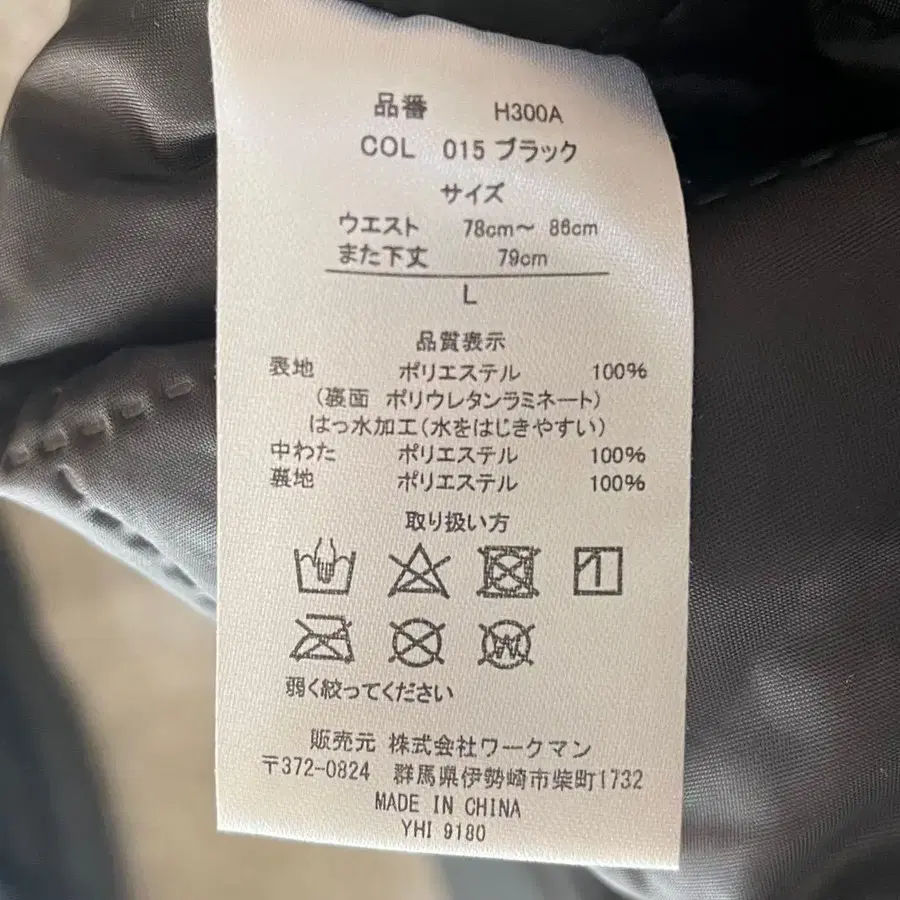 品番 H300A
COL 015 ブラック
サイズ
ウエスト 78cm〜 86cm
また下丈 79cm
L
品質表示
表地 ポリエステル 100%
(裏面 ポリウレタンラミネート)
はっ水加工(水をはじきやすい)
中わた ポリエステル 100%
裏地 ポリエステル 100%
取り扱い方
W
弱く絞ってください
販売元 株式会社ワークマン
〒372-0824 群馬県伊勢崎市柴町1732
MADE IN CHINA
YHI 9180